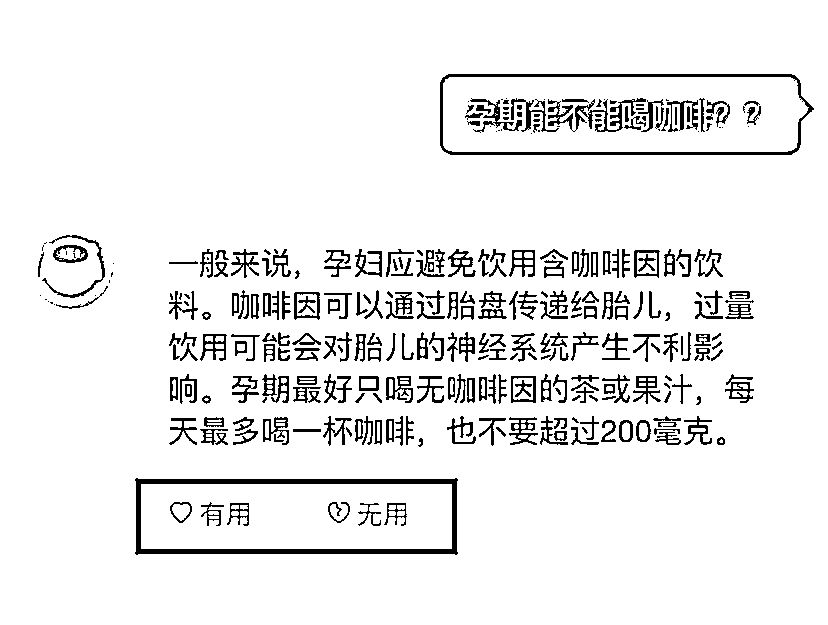 孕期能不能喝咖啡？？
一般来说，孕妇应避免饮用含咖啡因的饮
料。咖啡因可以通过胎盘传递给胎儿，过量
饮用可能会对胎儿的神经系统产生不利影
响。孕期最好只喝无咖啡因的茶或果汁，每
天最多喝一杯咖啡，也不要超过200毫克。
有用 无用